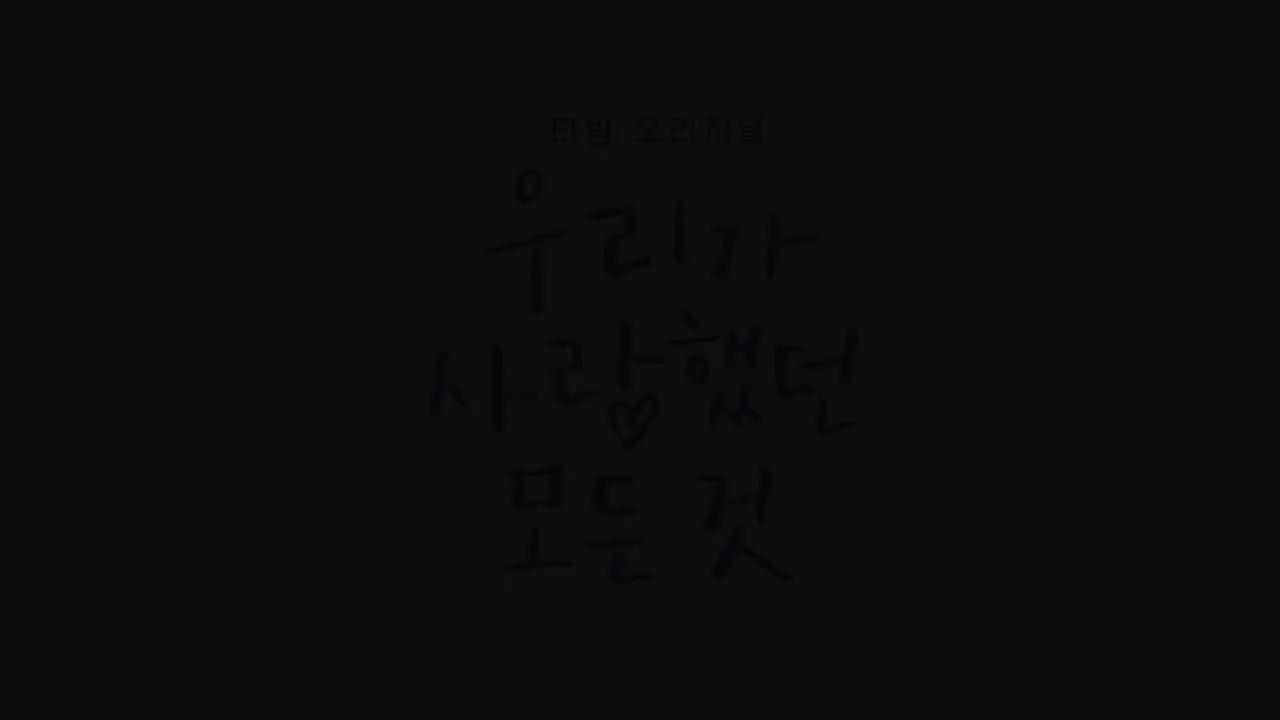 티빙 오리지널
우리가
사랑했던
모든 것